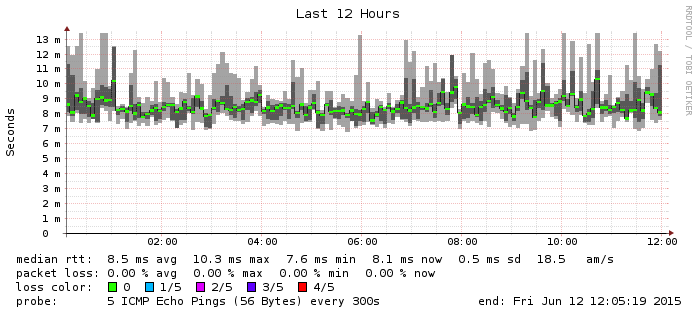 Last 12 Hours
RRDTOOL / TOBI OETIKER
Seconds
13 m
12 m
11 m
10 m
9 m
8 m
7 m
6 m
5 m
4 m
3 m
2 m
1 m
0
02:00 04:00 06:00 08:00 10:00 12:00
median rtt: 8.5 ms avg 10.3 ms max 7.6 ms min 8.1 ms now 0.5 ms sd 18.5 am/s
packet loss: 0.00 % avg 0.00 % max 0.00 % min 0.00 % now
loss color: 0 1/5 2/5 3/5 4/5
probe: 5 ICMP Echo Pings (56 Bytes) every 300s end: Fri Jun 12 12:05:19 2015